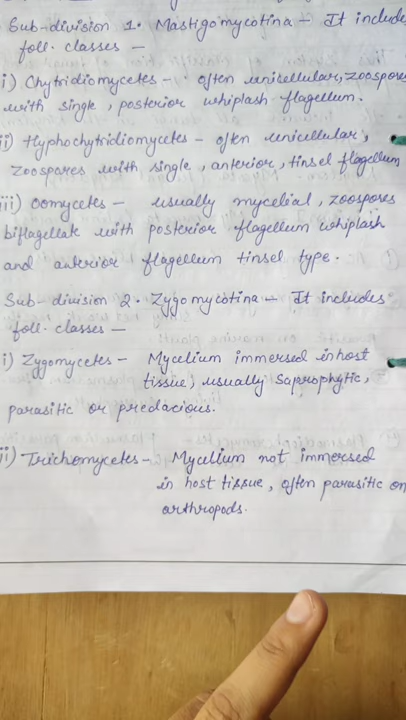 Sub-division 1. Mastigomycotina - It include
foll. classes -
i) Chytridiomycetes - often unicellular, zoospores
with single, posterior whiplash flagellum.
ii) Hyphochytridiomycetes - often unicellular,
zoospores with single, anterior, tinsel flagellum
iii) Oomycetes - usually mycelial, zoospores
biflagellate with posterior flagellum whiplash
and anterior flagellum tinsel type.
Sub-division 2. Zygomycotina - It includes
foll. classes -
i) Zygomycetes - Mycelium immersed in host
tissue, usually saprophytic,
parasitic or predacious.
ii) Trichomycetes - Mycelium not immersed
in host tissue, often parasitic on
arthropods.